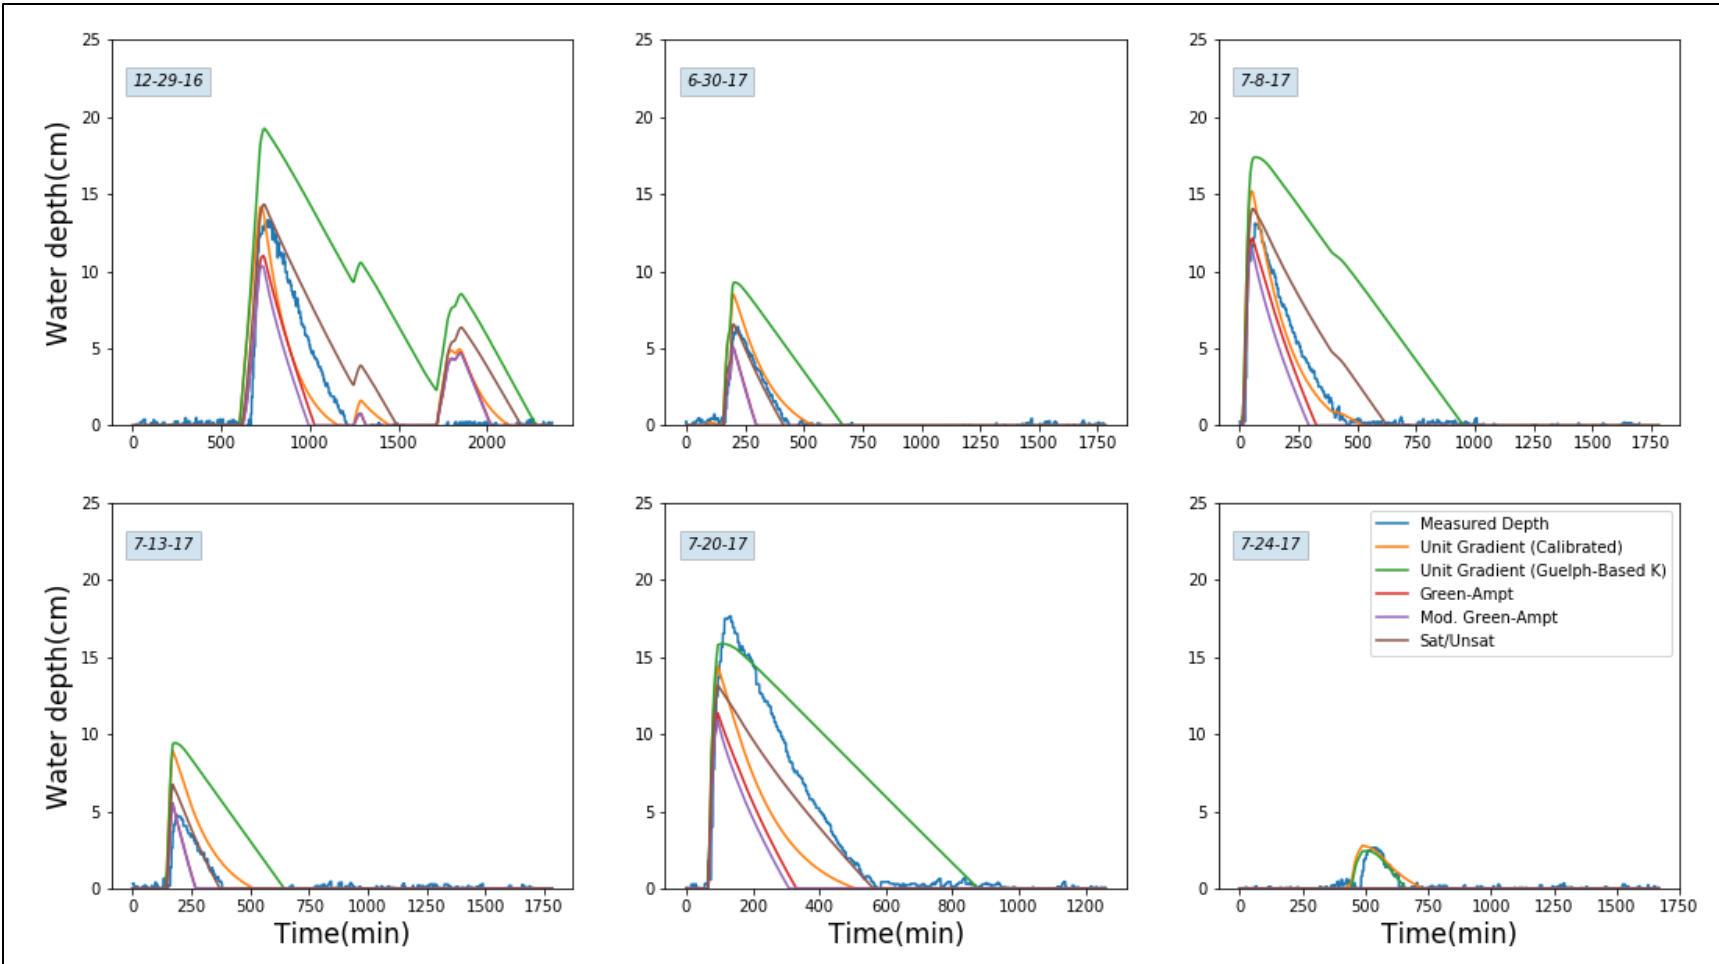 25
20
15
10
5
0
Water depth(cm)
12-29-16
0 500 1000 1500 2000
25
20
15
10
5
0
6-30-17
0 250 500 750 1000 1250 1500 1750
25
20
15
10
5
0
7-8-17
0 250 500 750 1000 1250 1500 1750
25
20
15
10
5
0
Water depth(cm)
7-13-17
0 250 500 750 1000 1250 1500 1750
Time(min)
25
20
15
10
5
0
7-20-17
0 200 400 600 800 1000 1200
Time(min)
25
20
15
10
5
0
7-24-17
Measured Depth
Unit Gradient (Calibrated)
Unit Gradient (Guelph-Based K)
Green-Ampt
Mod. Green-Ampt
Sat/Unsat
0 250 500 750 1000 1250 1500 1750
Time(min)